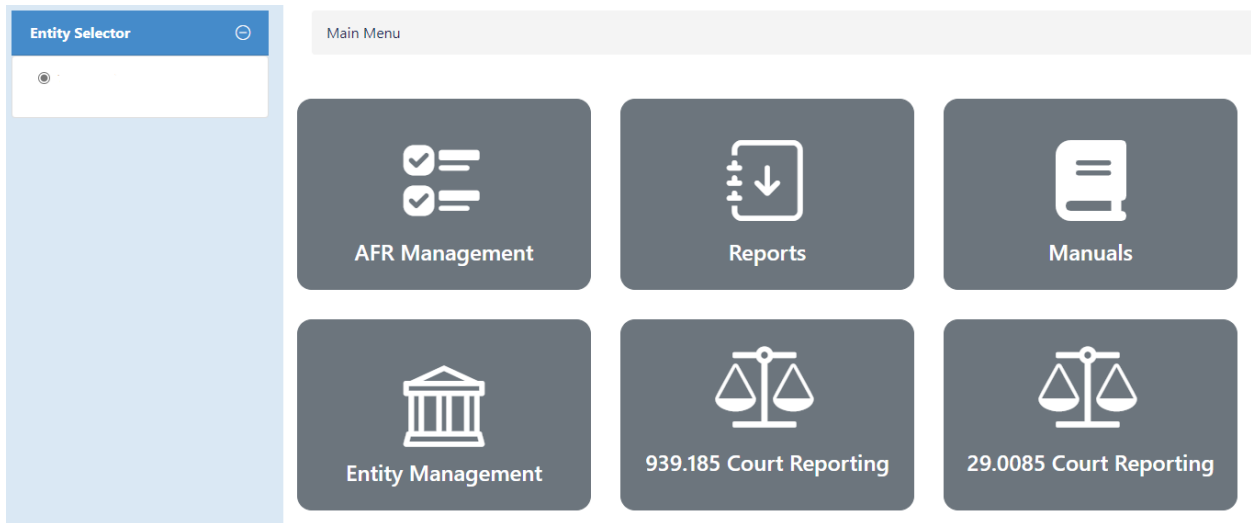 Entity Selector
Main Menu
AFR Management
Reports
Manuals
Entity Management
939.185 Court Reporting
29.0085 Court Reporting